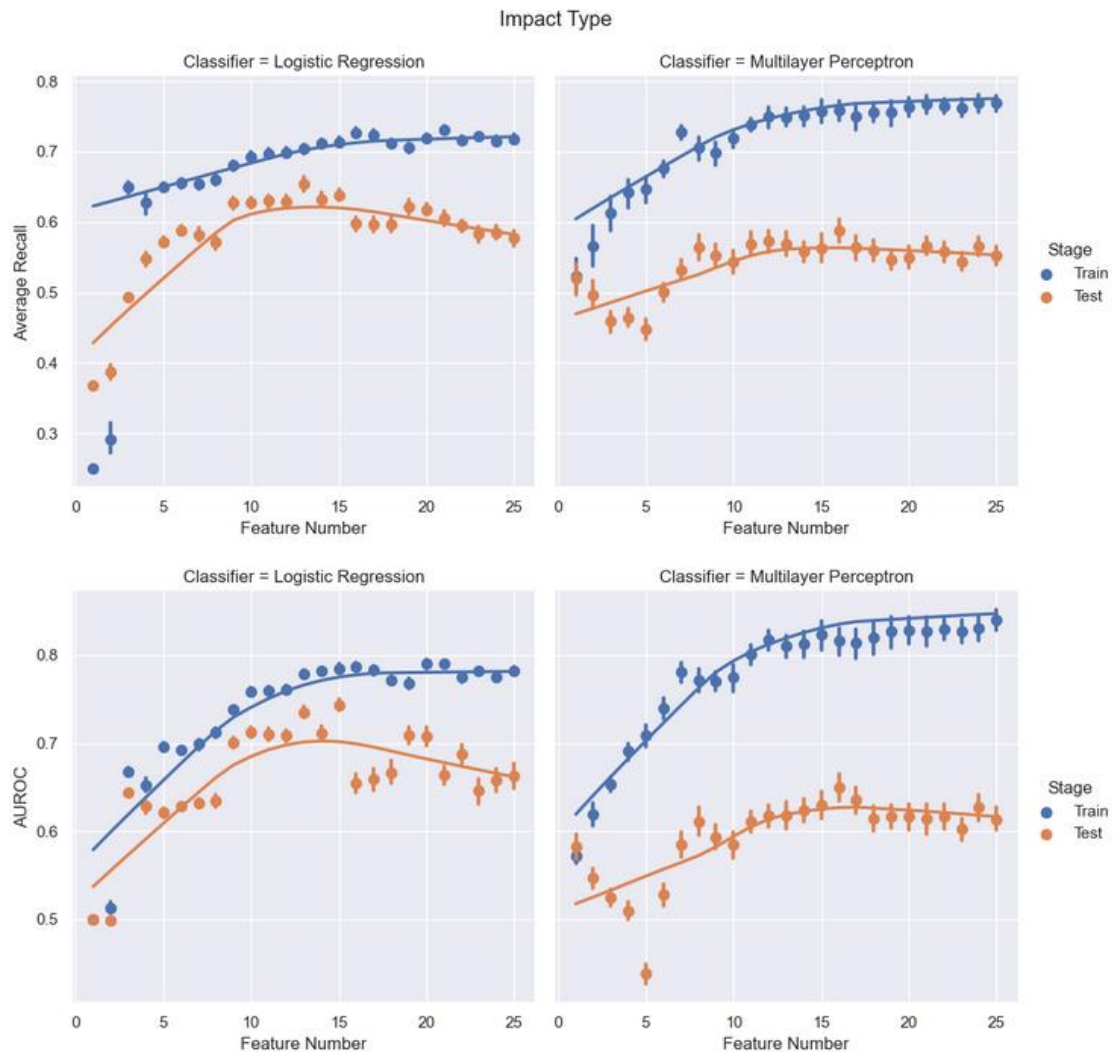 Impact Type
Classifier = Logistic Regression
Classifier = Multilayer Perceptron
Average Recall
0.8
0.7
0.6
0.5
0.4
0.3
0 5 10 15 20 25
Feature Number
0 5 10 15 20 25
Feature Number
Stage
Train
Test
Classifier = Logistic Regression
Classifier = Multilayer Perceptron
AUROC
0.8
0.7
0.6
0.5
0 5 10 15 20 25
Feature Number
0 5 10 15 20 25
Feature Number
Stage
Train
Test